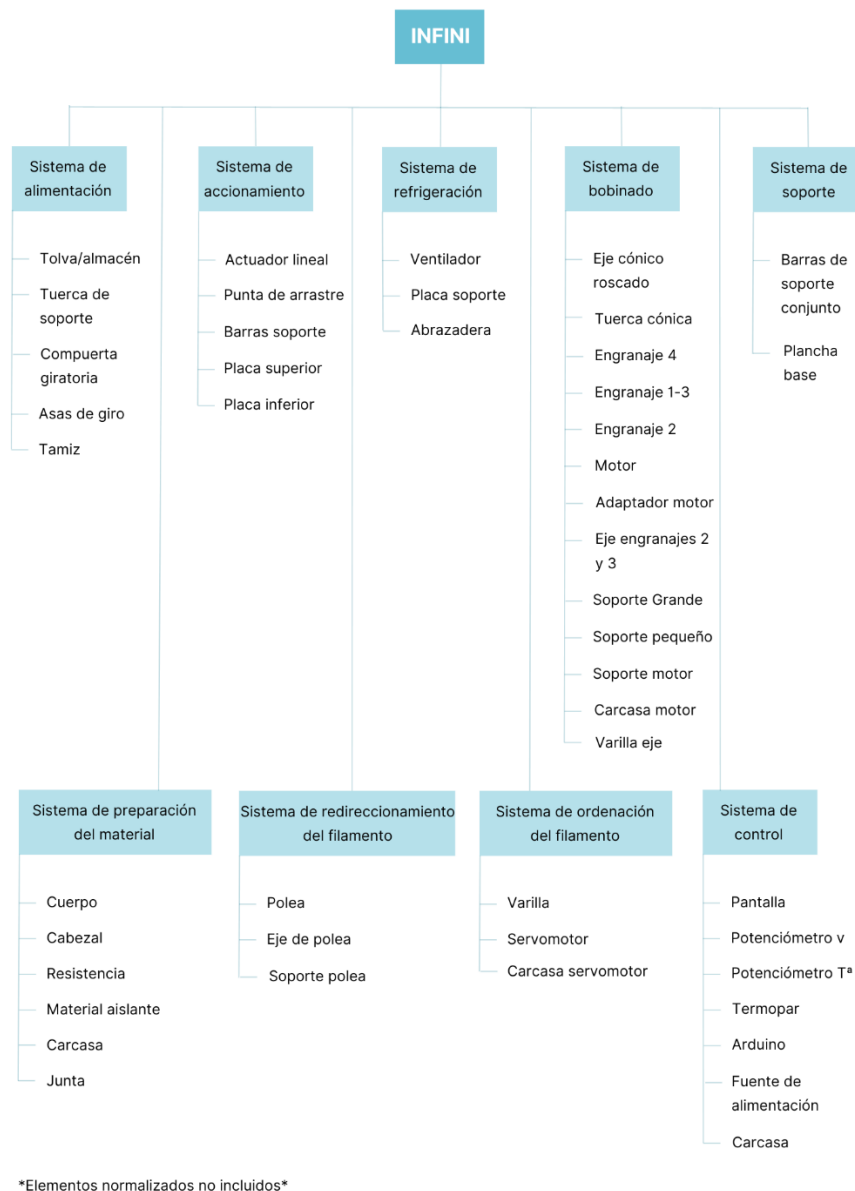 INFINI
Sistema de
alimentación
Tolva/almacén
Tuerca de
soporte
Compuerta
giratoria
Asas de giro
Tamiz
Sistema de
accionamiento
Actuador lineal
Punta de arrastre
Barras soporte
Placa superior
Placa inferior
Sistema de
refrigeración
Ventilador
Placa soporte
Abrazadera
Sistema de
bobinado
Eje cónico
roscado
Tuerca cónica
Engranaje 4
Engranaje 1-3
Engranaje 2
Motor
Adaptador motor
Eje engranajes 2
y 3
Soporte Grande
Soporte pequeño
Soporte motor
Carcasa motor
Varilla eje
Sistema de
soporte
Barras de
soporte
conjunto
Plancha
base
Sistema de preparación
del material
Cuerpo
Cabezal
Resistencia
Material aislante
Carcasa
Junta
Sistema de redireccionamiento
del filamento
Polea
Eje de polea
Soporte polea
Sistema de ordenación
del filamento
Varilla
Servomotor
Carcasa servomotor
Sistema de
control
Pantalla
Potenciómetro v
Potenciómetro Tª
Termopar
Arduino
Fuente de
alimentación
Carcasa
*Elementos normalizados no incluidos*